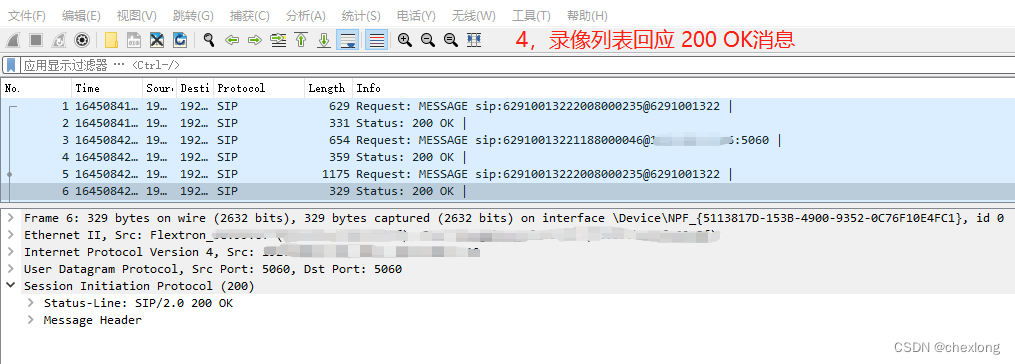 文件(F) 编辑(E) 视图(V) 跳转(G) 捕获(C) 分析(A) 统计(S) 电话(Y) 无线(W) 工具(T) 帮助(H)
4，录像列表回应 200 OK消息
应用显示过滤器 … <Ctrl-/>
No. Time Sour Desti Protocol Length Info
1 16450841… 19… 192… SIP 629 Request: MESSAGE sip:62910013222008000235@6291001322 |
2 16450841… 19… 192… SIP 331 Status: 200 OK |
3 16450842… 19… 192… SIP 654 Request: MESSAGE sip:62910013221188000046@1 6:5060 |
4 16450842… 19… 192… SIP 359 Status: 200 OK |
5 16450842… 19… 192… SIP 1175 Request: MESSAGE sip:62910013222008000235@6291001322 |
6 16450842… 19… 192… SIP 329 Status: 200 OK |
Frame 6: 329 bytes on wire (2632 bits), 329 bytes captured (2632 bits) on interface \Device\NPF_{5113817D-153B-4900-9352-0C76F10E4FC1}, id 0
Ethernet II, Src: Flextron_
Internet Protocol Version 4, Src:
User Datagram Protocol, Src Port: 5060, Dst Port: 5060
Session Initiation Protocol (200)
Status-Line: SIP/2.0 200 OK
Message Header
CSDN @chexlong